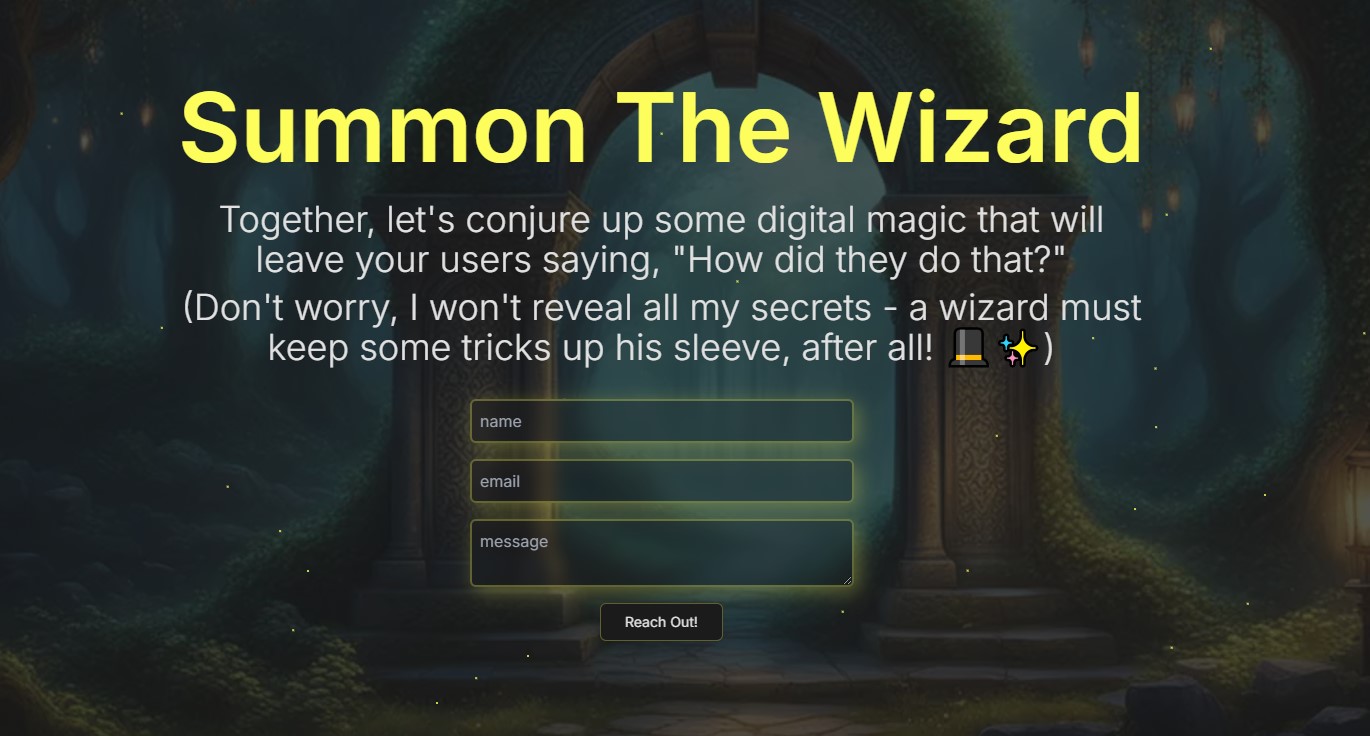 Summon The Wizard
Together, let's conjure up some digital magic that will
leave your users saying, "How did they do that?"
(Don't worry, I won't reveal all my secrets - a wizard must
keep some tricks up his sleeve, after all! 🎩✨)
name
email
message
Reach Out!